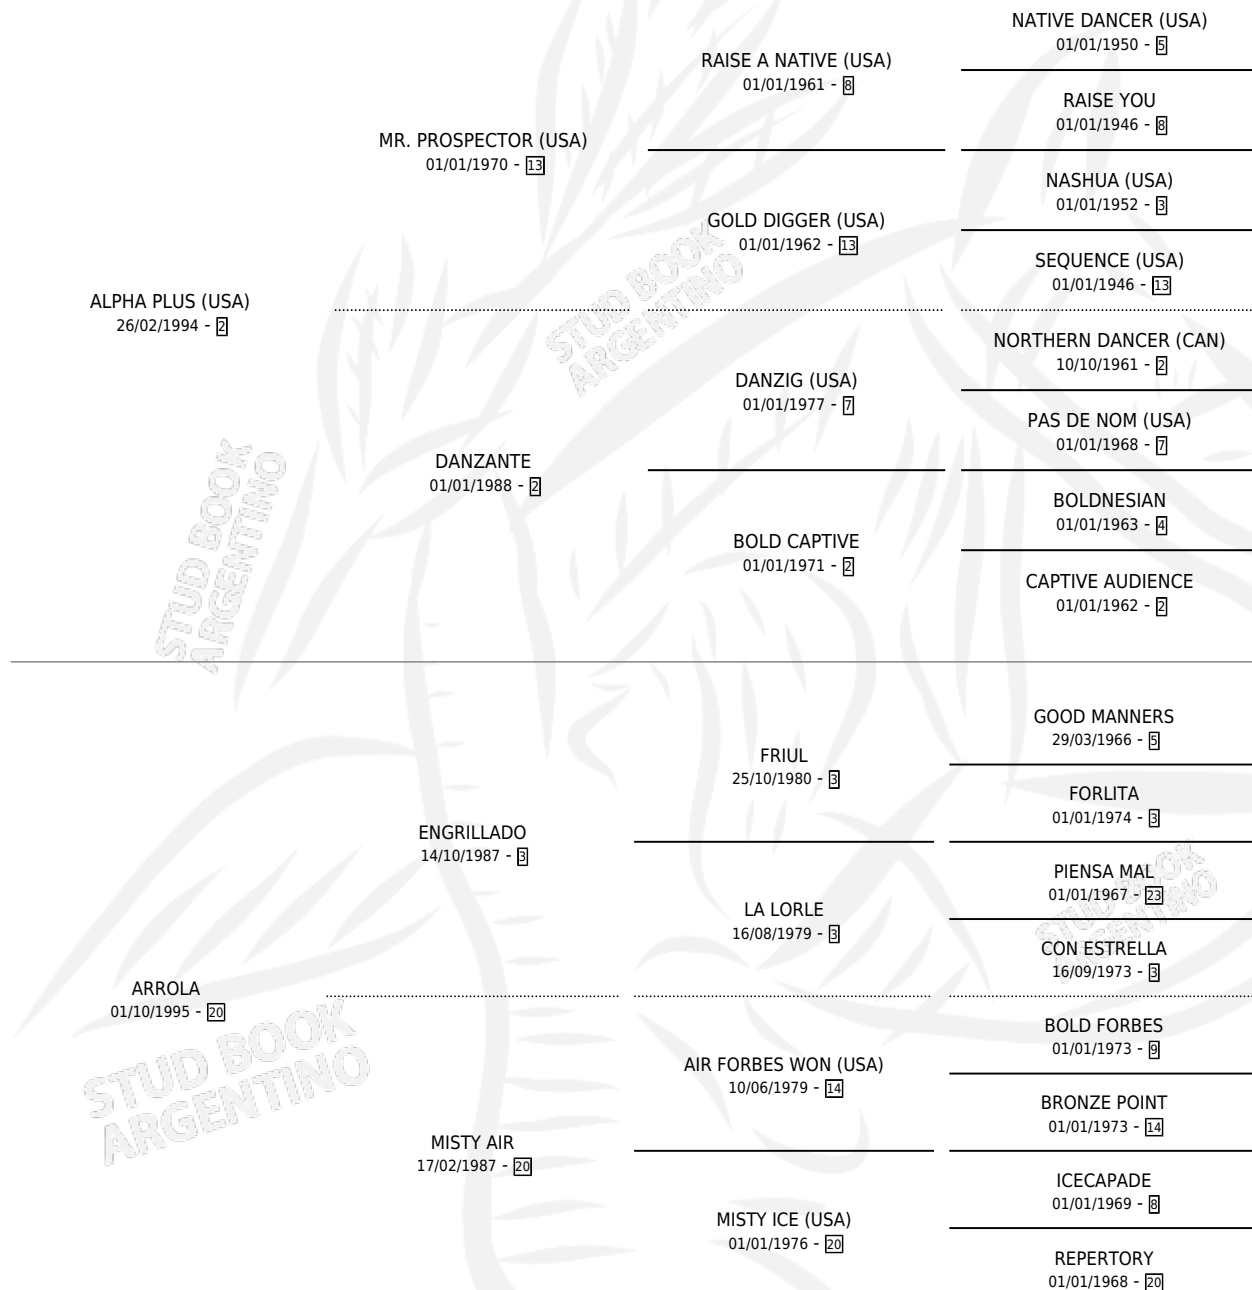 NATIVE DANCER (USA)
01/01/1950 - 5
RAISE A NATIVE (USA)
01/01/1961 - 8
RAISE YOU
01/01/1946 - 8
MR. PROSPECTOR (USA)
01/01/1970 - 13
NASHUA (USA)
01/01/1952 - 3
GOLD DIGGER (USA)
01/01/1962 - 13
SEQUENCE (USA)
01/01/1946 - 13
STUD BOOK
ARGENTINO
ALPHA PLUS (USA)
26/02/1994 - 2
NORTHERN DANCER (CAN)
10/10/1961 - 2
DANZIG (USA)
01/01/1977 - 7
PAS DE NOM (USA)
01/01/1968 - 7
DANZANTE
01/01/1988 - 2
BOLDNESIAN
01/01/1963 - 4
BOLD CAPTIVE
01/01/1971 - 2
CAPTIVE AUDIENCE
01/01/1962 - 2
STUD BOOK
ARGENTINO
GOOD MANNERS
29/03/1966 - 5
FRIUL
25/10/1980 - 3
FORLITA
01/01/1974 - 3
ENGRILLADO
14/10/1987 - 3
PIENSA MAL
01/01/1967 - 23
LA LORLE
16/08/1979 - 3
CON ESTRELLA
16/09/1973 - 3
STUD BOOK
ARGENTINO
ARROLA
01/10/1995 - 20
BOLD FORBES
01/01/1973 - 9
AIR FORBES WON (USA)
10/06/1979 - 14
BRONZE POINT
01/01/1973 - 14
STUD BOOK
ARGENTINO
MISTY AIR
17/02/1987 - 20
ICECAPADE
01/01/1969 - 8
MISTY ICE (USA)
01/01/1976 - 20
REPERTORY
01/01/1968 - 20